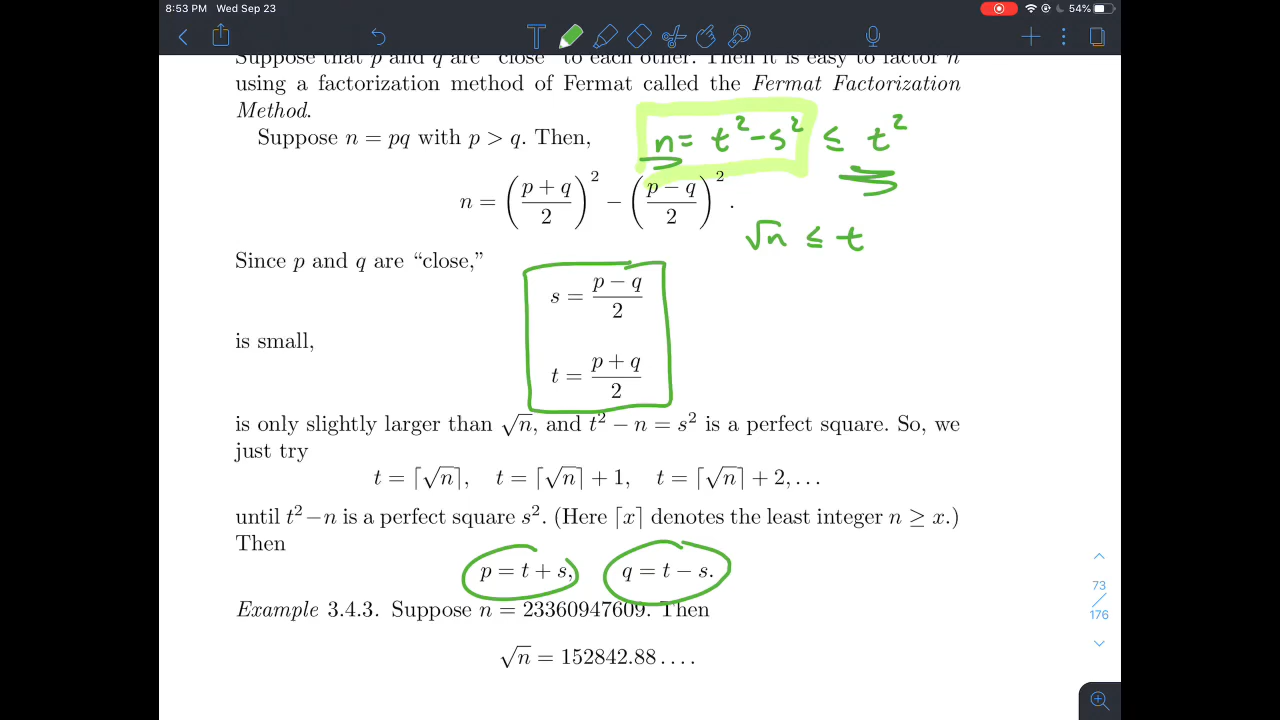 8:53 PM Wed Sep 23 54%
T
Suppose that p and q are “close” to each other. Then it is easy to factor n
using a factorization method of Fermat called the Fermat Factorization
Method.
Suppose n = pq with p > q. Then,
n = t² - s² ≤ t²
n = ((p + q)/2)² − ((p − q)/2)².
√n ≤ t
Since p and q are “close,”
s = (p − q)/2
is small,
t = (p + q)/2
is only slightly larger than √n, and t² − n = s² is a perfect square. So, we
just try
t = ⌈√n⌉, t = ⌈√n⌉ + 1, t = ⌈√n⌉ + 2, . . .
until t² − n is a perfect square s². (Here ⌈x⌉ denotes the least integer n ≥ x.)
Then
p = t + s, q = t − s.
Example 3.4.3. Suppose n = 23360947609. Then
√n = 152842.88 . . . .
73
/
176